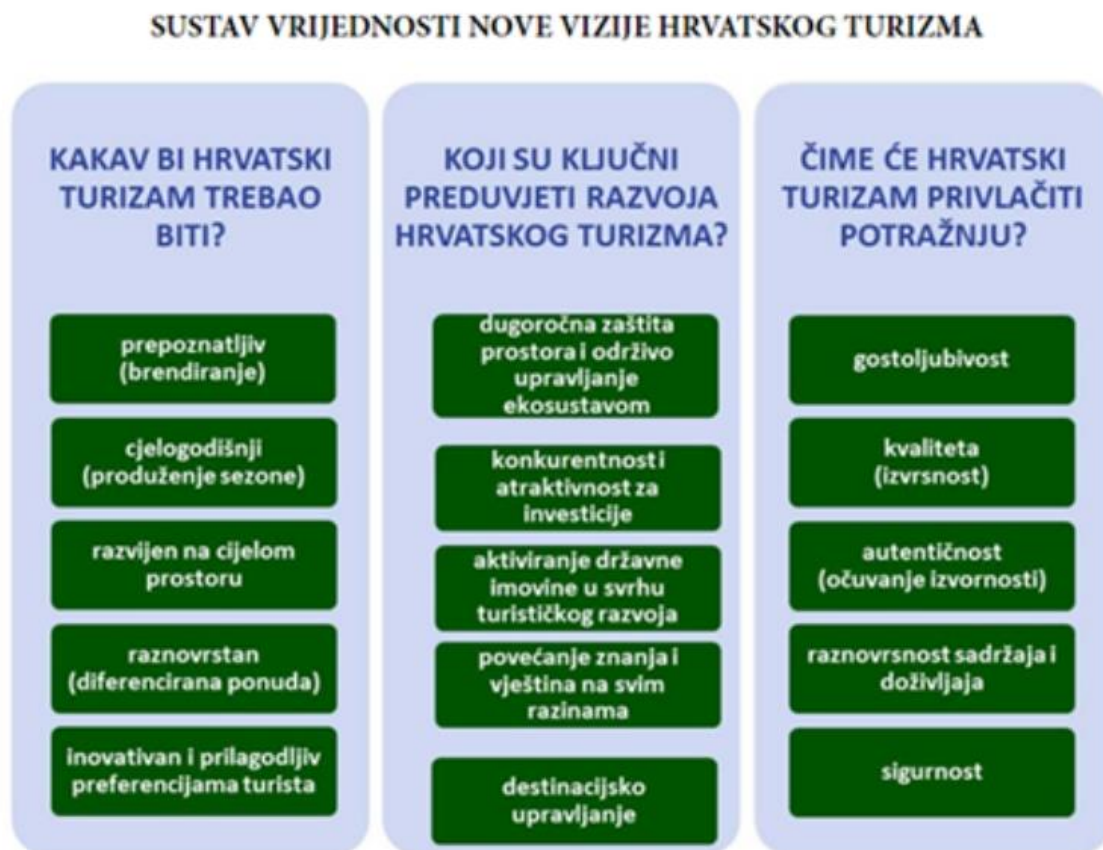 SUSTAV VRIJEDNOSTI NOVE VIZIJE HRVATSKOG TURIZMA
KAKAV BI HRVATSKI
TURIZAM TREBAO
BITI?
prepoznatljiv
(brendiranje)
cjelogodišnji
(produženje sezone)
razvijen na cijelom
prostoru
raznovrstan
(diferencirana ponuda)
inovativan i prilagodljiv
preferencijama turista
KOJI SU KLJUČNI
PREDUVJETI RAZVOJA
HRVATSKOG TURIZMA?
dugoročna zaštita
prostora i održivo
upravljanje
ekosustavom
konkurentnost i
atraktivnost za
investicije
aktiviranje državne
imovine u svrhu
turističkog razvoja
povećanje znanja i
vještina na svim
razinama
destinacijsko
upravljanje
ČIME ĆE HRVATSKI
TURIZAM PRIVLAČITI
POTRAŽNJU?
gostoljubivost
kvaliteta
(izvrsnost)
autentičnost
(očuvanje izvornosti)
raznovrsnost sadržaja i
doživljaja
sigurnost